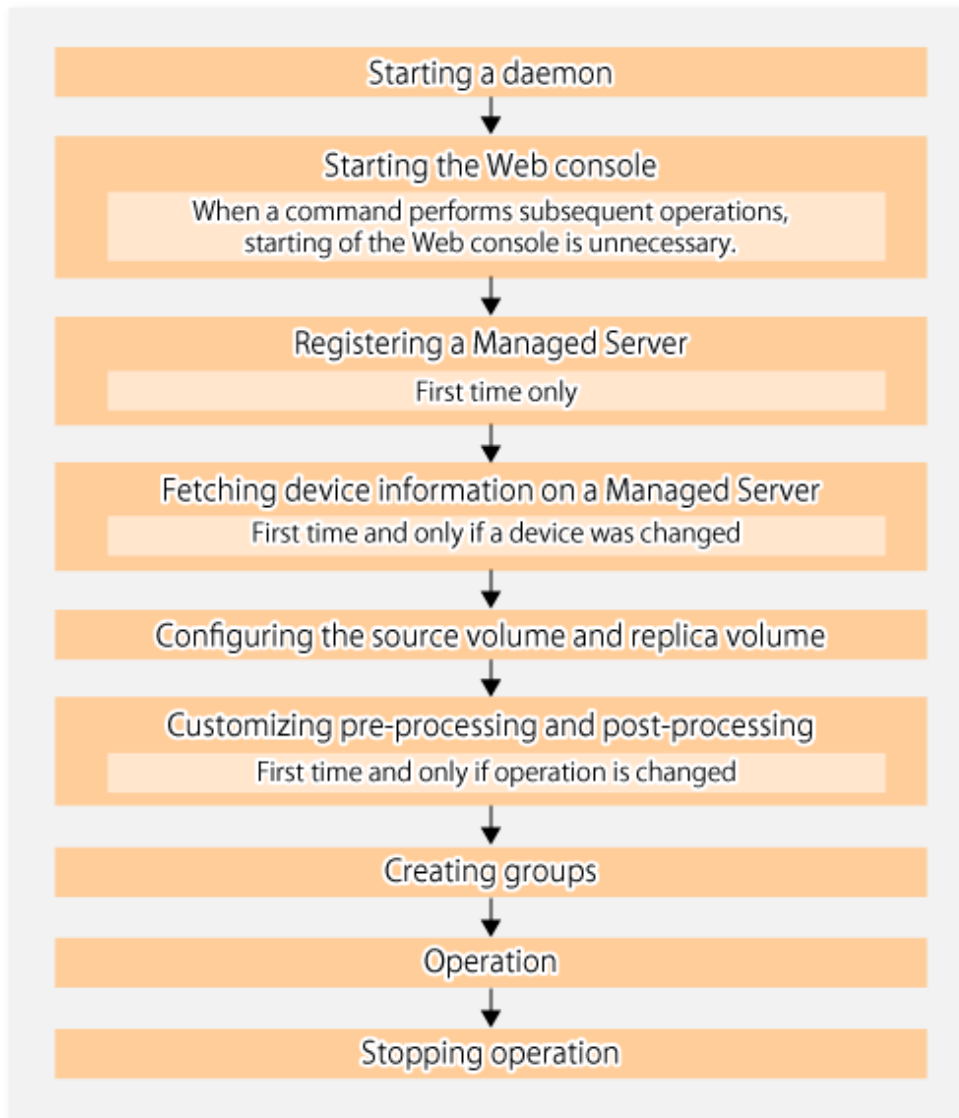 Starting a daemon
Starting the Web console
When a command performs subsequent operations,
starting of the Web console is unnecessary.
Registering a Managed Server
First time only
Fetching device information on a Managed Server
First time and only if a device was changed
Configuring the source volume and replica volume
Customizing pre-processing and post-processing
First time and only if operation is changed
Creating groups
Operation
Stopping operation